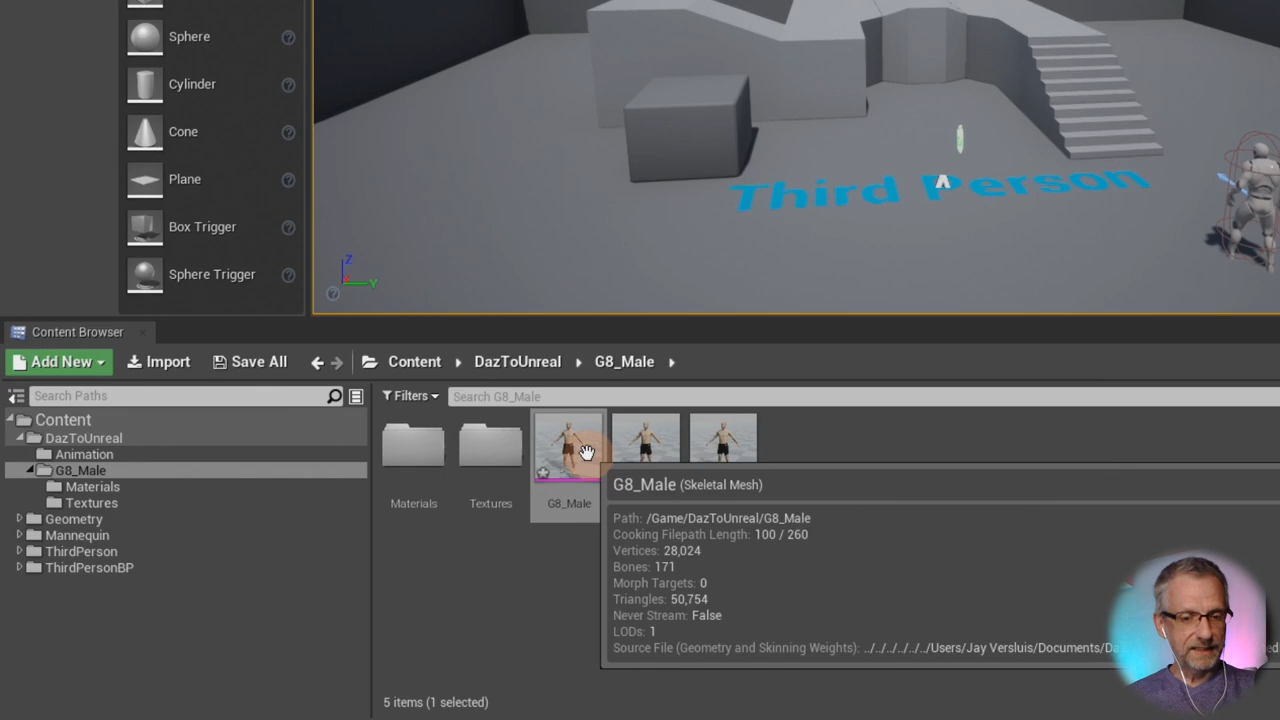 Sphere
Cylinder
Cone
Plane
Box Trigger
Sphere Trigger
Third Person
Z
Y
Content Browser
Add New
Import
Save All
Content
DazToUnreal
G8_Male
Search Paths
Filters
Search G8_Male
Content
DazToUnreal
Animation
G8_Male
Materials
Textures
Geometry
Mannequin
ThirdPerson
ThirdPersonBP
Materials
Textures
G8_Male
G8_Male (Skeletal Mesh)
Path: /Game/DazToUnreal/G8_Male
Cooking Filepath Length: 100 / 260
Vertices: 28,024
Bones: 171
Morph Targets: 0
Triangles: 50,754
Never Stream: False
LODs: 1
Source File (Geometry and Skinning Weights): ../../../../../../Users/Jay Versluis/Documents/
5 items (1 selected)